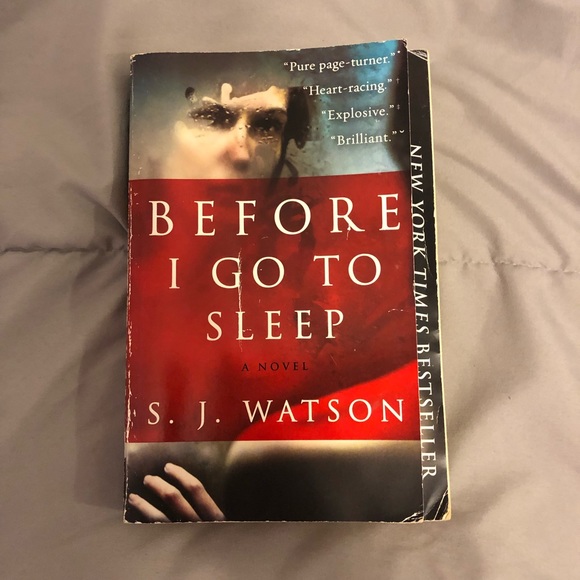 “Pure page-turner.”*
“Heart-racing.”†
“Explosive.”‡
“Brilliant.”ˇ
BEFORE
I GO TO
SLEEP
A NOVEL
S. J. WATSON
NEW YORK TIMES BESTSELLER